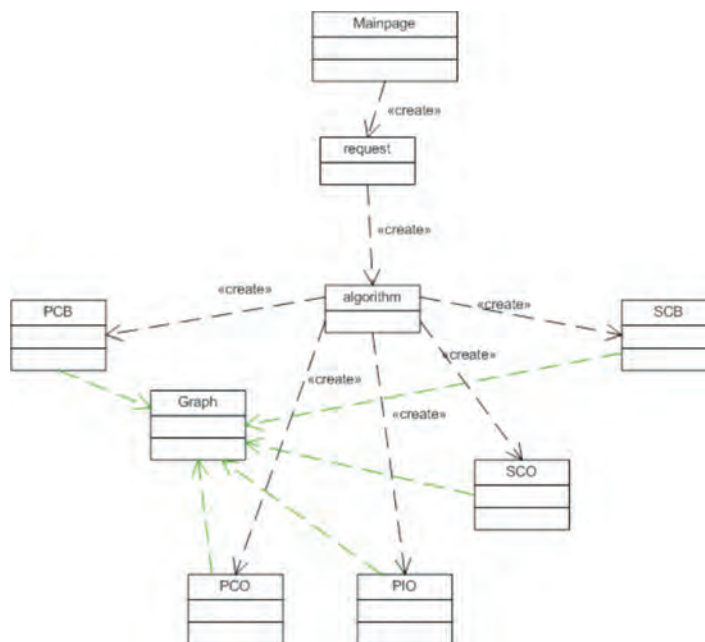 Mainpage
«create»
request
«create»
algorithm
«create»
«create»
PCB
SCB
«create»
«create»
Graph
«create»
SCO
PCO
PIO